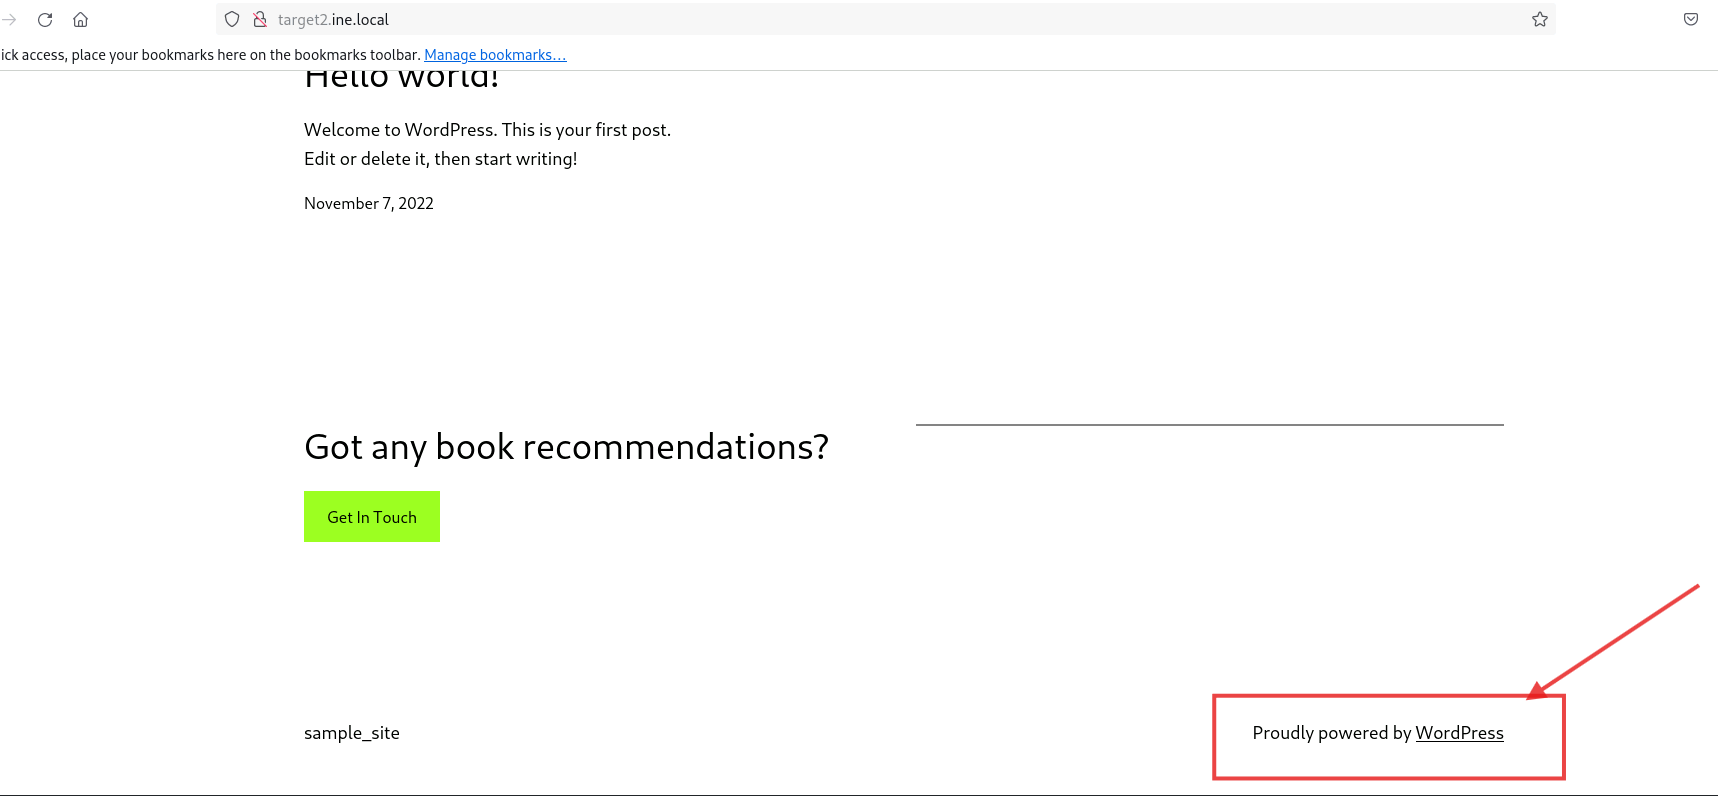 target2.ine.local
ick access, place your bookmarks here on the bookmarks toolbar. Manage bookmarks...
Hello world!
Welcome to WordPress. This is your first post.
Edit or delete it, then start writing!
November 7, 2022
Got any book recommendations?
Get In Touch
sample_site
Proudly powered by WordPress